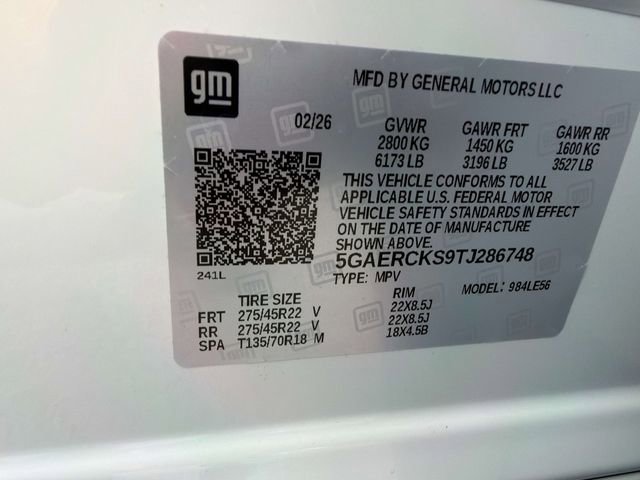 gm
MFD BY GENERAL MOTORS LLC
02/26 GVWR GAWR FRT GAWR RR
2800 KG 1450 KG 1600 KG
6173 LB 3196 LB 3527 LB
THIS VEHICLE CONFORMS TO ALL
APPLICABLE U.S. FEDERAL MOTOR
VEHICLE SAFETY STANDARDS IN EFFECT
ON THE DATE OF MANUFACTURE
SHOWN ABOVE.
241L 5GAERCKS9TJ286748
TYPE: MPV MODEL: 984LE56
TIRE SIZE RIM
FRT 275/45R22 V 22X8.5J
RR 275/45R22 V 22X8.5J
SPA T135/70R18 M 18X4.5B